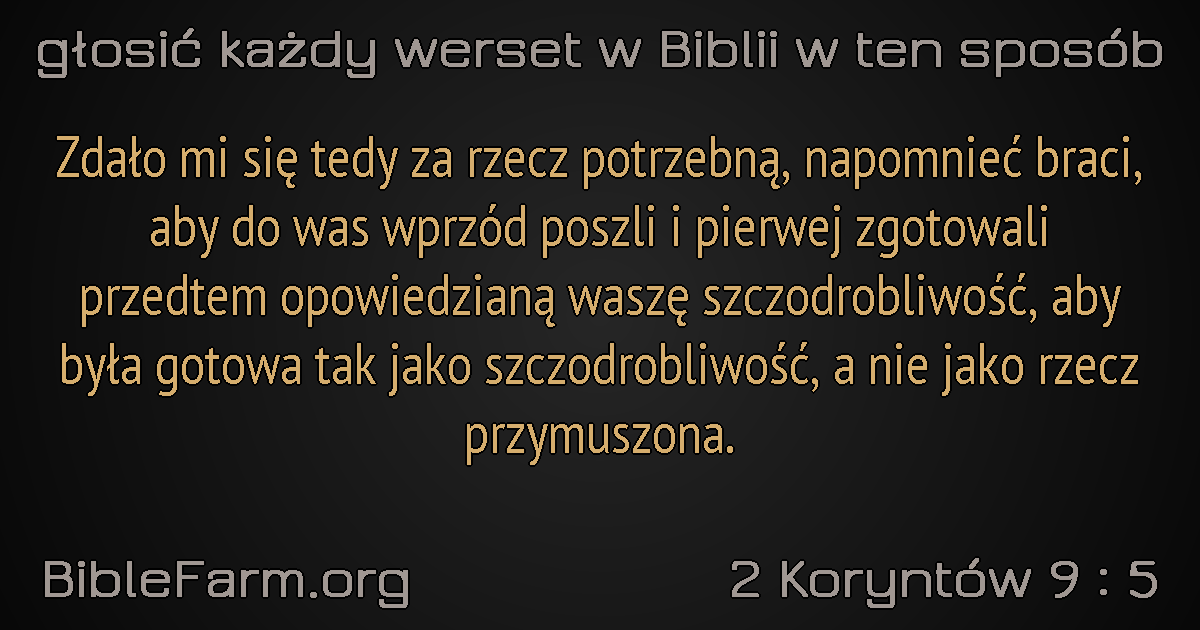 głosić każdy werset w Biblii w ten sposób
Zdało mi się tedy za rzecz potrzebną, napomnieć braci,
aby do was wprzód poszli i pierwej zgotowali
przedtem opowiedzianą waszę szczodrobliwość, aby
była gotowa tak jako szczodrobliwość, a nie jako rzecz
przymuszona.
BibleFarm.org
2 Koryntów 9 : 5